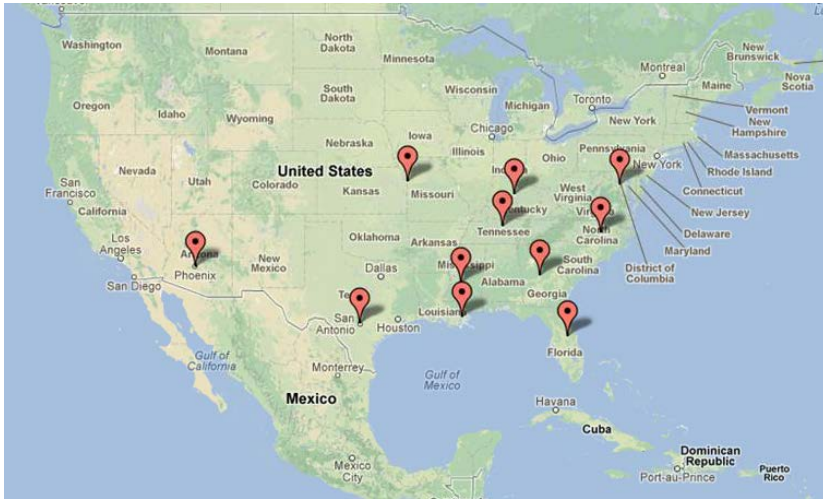 Washington
North
Dakota
Montana
Minnesota
Montreal
New
Brunswick
Maine
Nova
Scotia
Oregon
Idaho
Wyoming
South
Dakota
Wisconsin
Michigan
Toronto
New York
Vermont
New
Hampshire
Massachusetts
Rhode Island
Connecticut
New Jersey
Delaware
Maryland
District of
Columbia
Nebraska
Iowa
Chicago
Illinois
Ohio
Pennsylvania
New York
San
Francisco
Nevada
Utah
Colorado
United States
Kansas
Missouri
West
Virginia
California
Los
Angeles
San Diego
Phoenix
New
Mexico
Oklahoma
Arkansas
Tennessee
North
Carolina
South
Carolina
Dallas
Alabama
Georgia
San
Antonio
Houston
Florida
Gulf of
California
Monterrey
Gulf of
Mexico
Mexico
Havana
Cuba
Mexico
City
Dominican
Republic
Port-au-Prince
Puerto
Rico